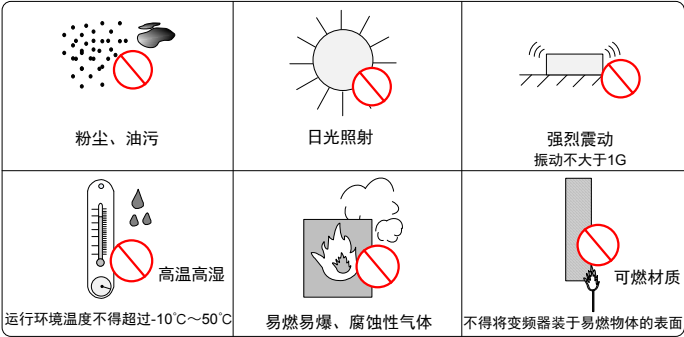 粉尘、油污
日光照射
强烈震动
振动不大于1G
高温高湿
运行环境温度不得超过-10℃～50℃
易燃易爆、腐蚀性气体
可燃材质
不得将变频器装于易燃物体的表面